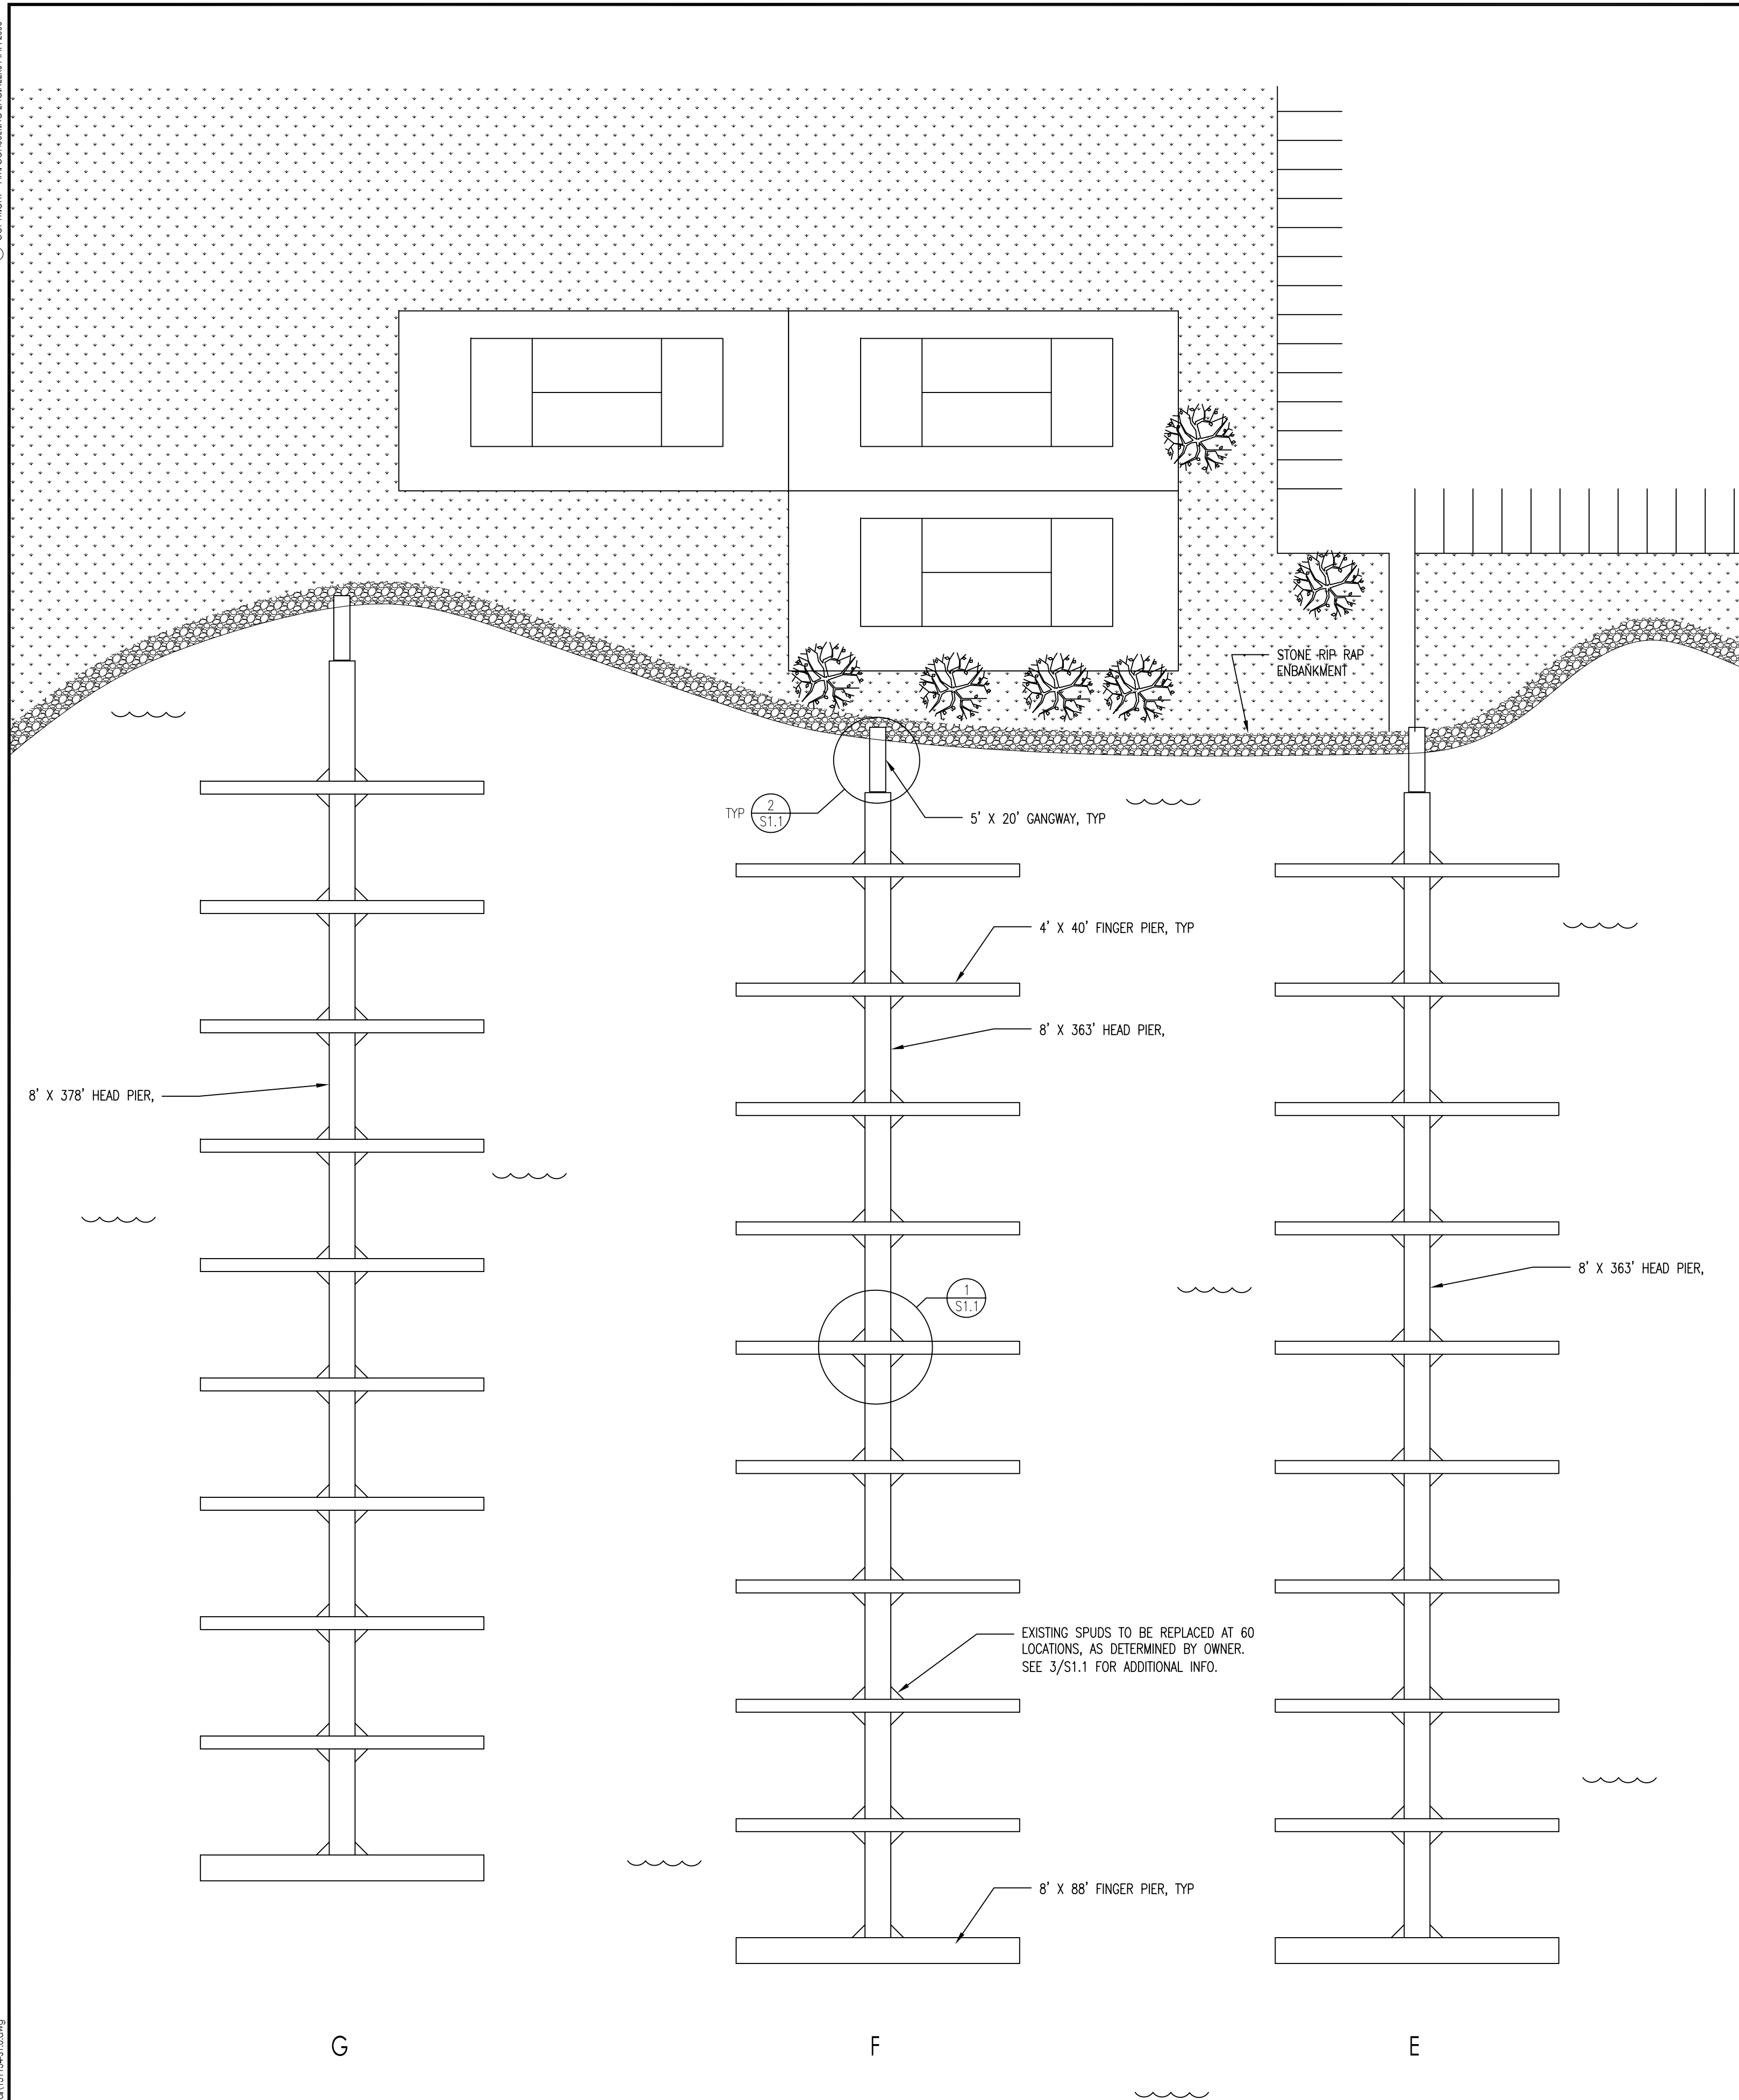 STONE RIP RAP
ENBANKMENT
TYP
2
S1.1
5' X 20' GANGWAY, TYP
4' X 40' FINGER PIER, TYP
8' X 363' HEAD PIER,
8' X 378' HEAD PIER,
8' X 363' HEAD PIER,
1
S1.1
EXISTING SPUDS TO BE REPLACED AT 60
LOCATIONS, AS DETERMINED BY OWNER.
SEE 3/S1.1 FOR ADDITIONAL INFO.
8' X 88' FINGER PIER, TYP
G
F
E